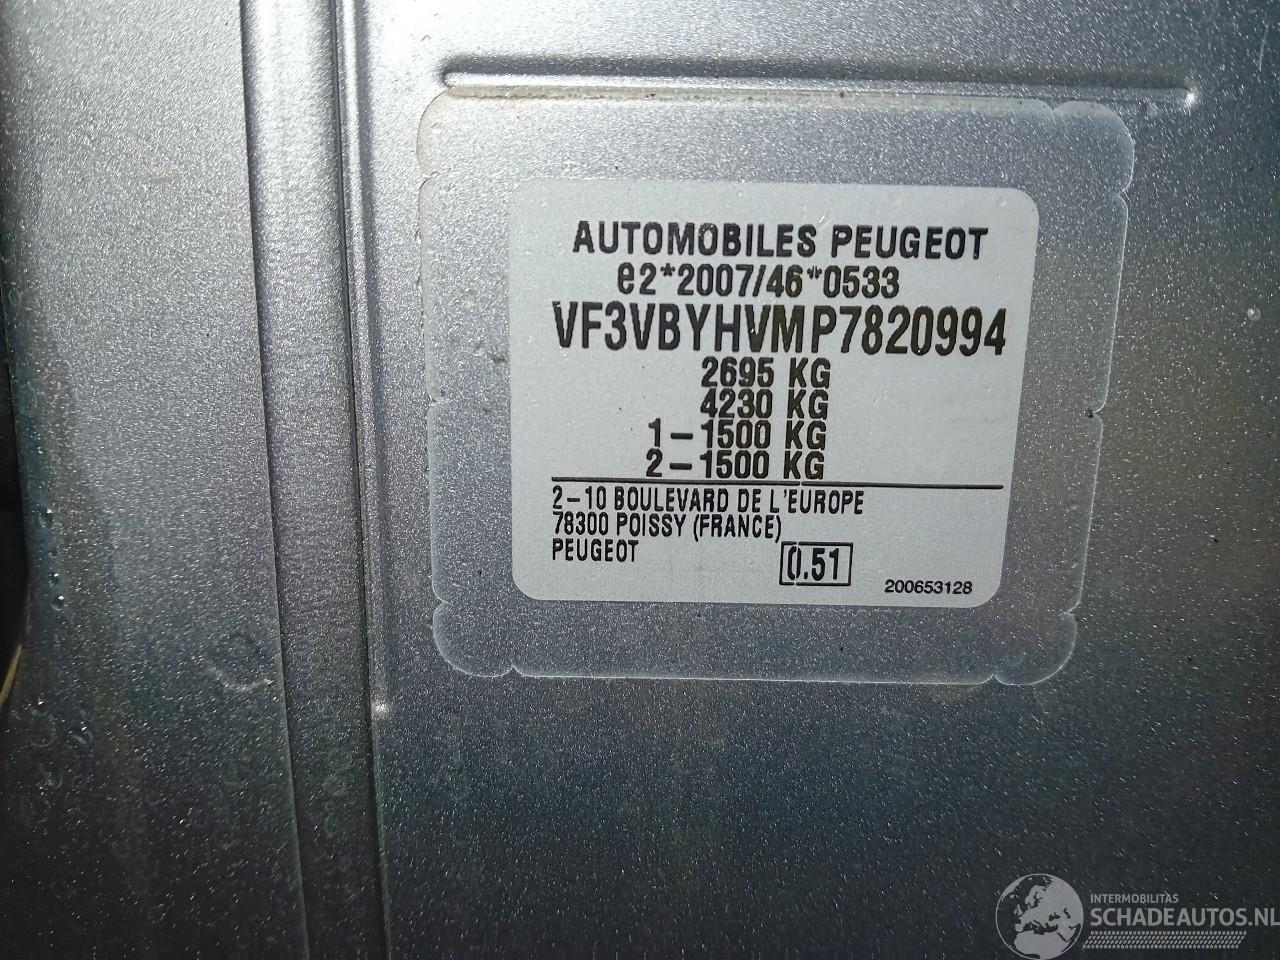 AUTOMOBILES PEUGEOT
e2*2007/46*0533
VF3VBYHVMP7820994
2695 KG
4230 KG
1-1500 KG
2-1500 KG
2-10 BOULEVARD DE L'EUROPE
78300 POISSY (FRANCE)
PEUGEOT
0.51
200653128
INTERMOBILITAS
SCHADEAUTOS.NL